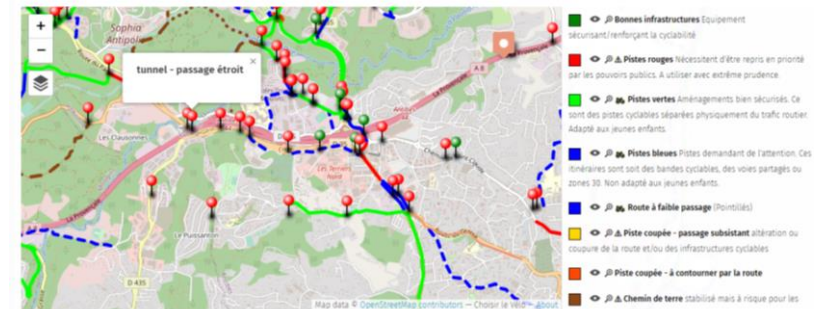 +
−
Sophia
Antipolis
tunnel - passage étroit
×
A 8
La Provençale
Antibes
Les Clausonnes
Les Terriers
Nord
La Provençale
Le Puissanton
D 435
Map data © OpenStreetMap contributors — Choisir le vélo — About
Bonnes infrastructures Equipement
sécurisant/renforçant la cyclabilité
Pistes rouges Nécessitent d'être repris en priorité
par les pouvoirs publics. A utiliser avec extrême prudence
Pistes vertes Aménagements bien sécurisés. Ce
sont des pistes cyclables séparées physiquement du trafic routier.
Adapté aux jeunes enfants.
Pistes bleues Pistes demandant de l'attention. Ces
itinéraires sont soit des bandes cyclables, des voies partagés ou
zones 30. Non adapté aux jeunes enfants.
Route à faible passage (Pointillés)
Piste coupée - passage subsistant altération ou
coupure de la route et/ou des infrastructures cyclables
Piste coupée - à contourner par la route
Chemin de terre stabilisé mais à risque pour les